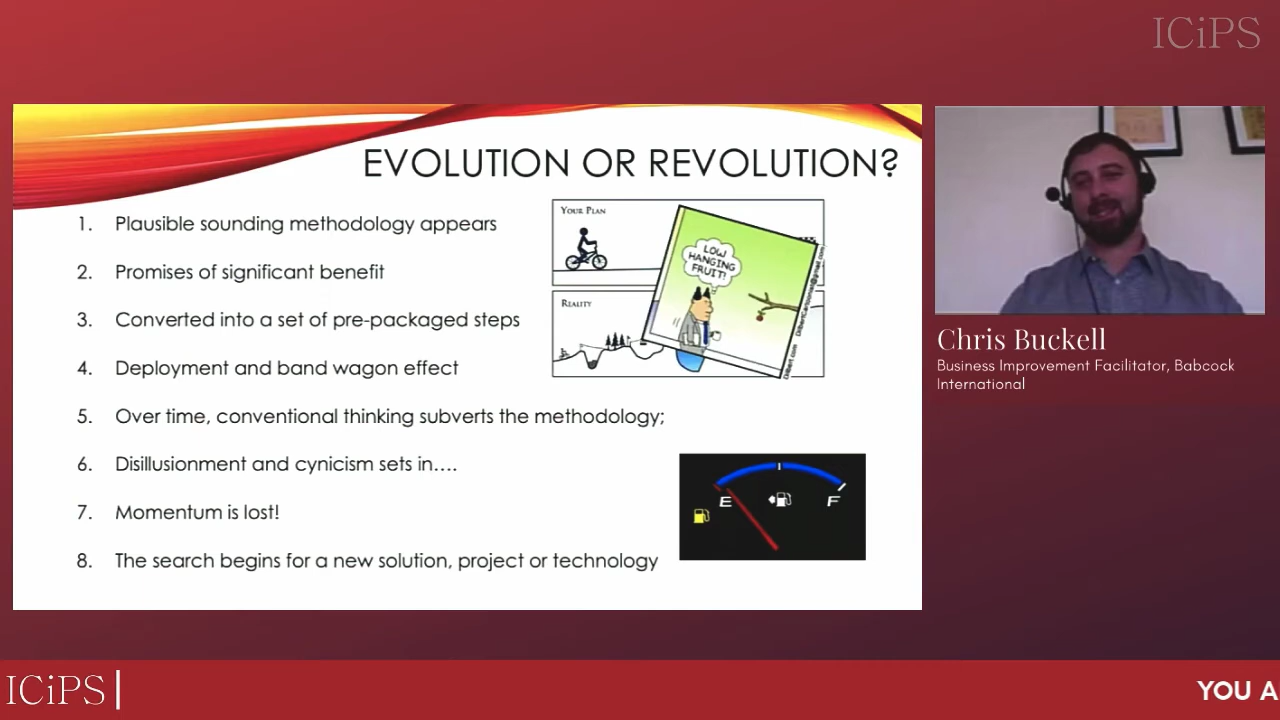 ICiPS
EVOLUTION OR REVOLUTION?
1. Plausible sounding methodology appears
2. Promises of significant benefit
3. Converted into a set of pre-packaged steps
4. Deployment and band wagon effect
5. Over time, conventional thinking subverts the methodology;
6. Disillusionment and cynicism sets in….
7. Momentum is lost!
8. The search begins for a new solution, project or technology
YOUR PLAN
REALITY
LOW
HANGING
FRUIT!
E
F
Chris Buckell
Business Improvement Facilitator, Babcock
International
ICiPS
YOU A